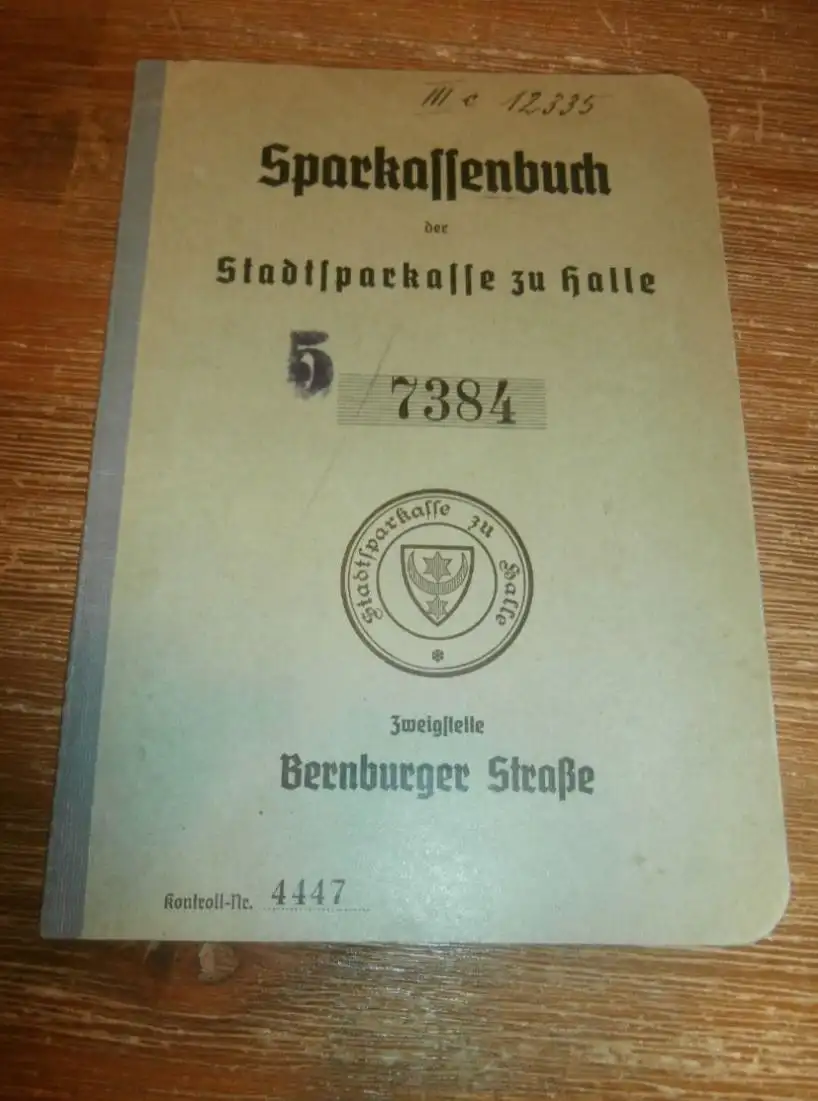 III c 12335
Sparkaſſenbuch
der
Stadtſparkaſſe zu Halle
5/7384
Stadtſparkaſſe zu Halle
Zweigſtelle
Bernburger Straße
Kontroll-Nr. 4447